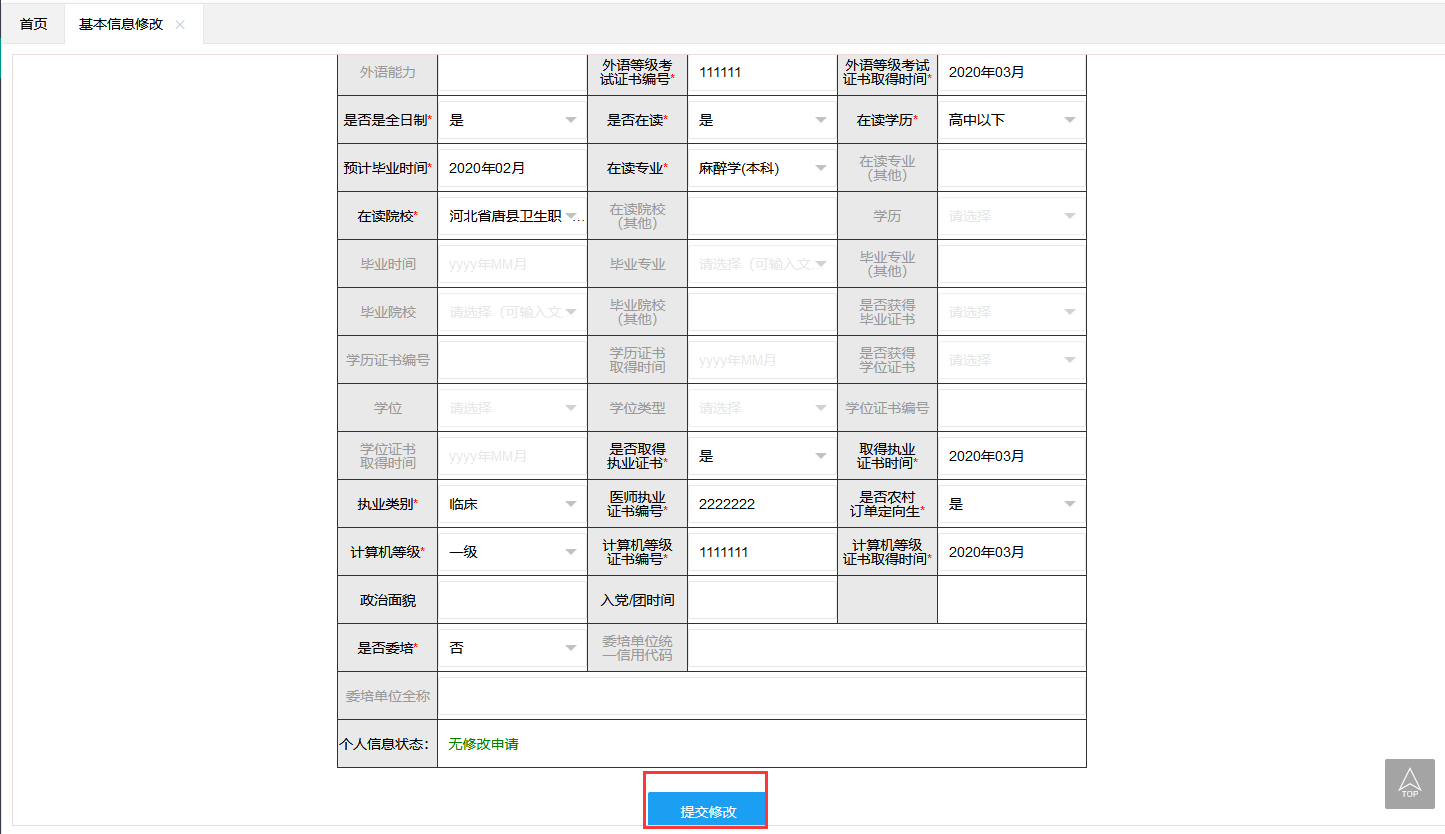 首页 基本信息修改
外语能力 外语等级考试证书编号* 111111 外语等级考试证书取得时间* 2020年03月
是否是全日制* 是 是否在读* 是 在读学历* 高中以下
预计毕业时间* 2020年02月 在读专业* 麻醉学(本科) 在读专业（其他）
在读院校* 河北省唐县卫生职 ... 在读院校（其他） 学历 请选择
毕业时间 yyyy年MM月 毕业专业 请选择（可输入文 毕业专业（其他）
毕业院校 请选择（可输入文 毕业院校（其他） 是否获得毕业证书 请选择
学历证书编号 学历证书取得时间 yyyy年MM月 是否获得学位证书 请选择
学位 请选择 学位类型 请选择 学位证书编号
学位证书取得时间 yyyy年MM月 是否取得执业证书* 是 取得执业证书时间* 2020年03月
执业类别* 临床 医师执业证书编号* 2222222 是否农村订单定向生* 是
计算机等级* 一级 计算机等级证书编号* 1111111 计算机等级证书取得时间* 2020年03月
政治面貌 入党/团时间
是否委培* 否 委培单位统一信用代码
委培单位全称
个人信息状态： 无修改申请
提交修改
TOP